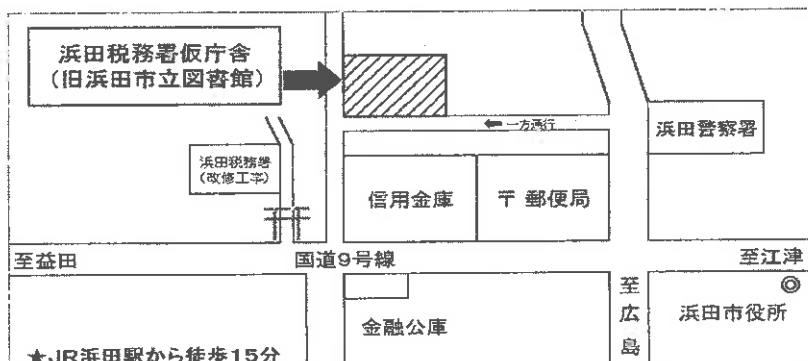 浜田税務署仮庁舎
（旧浜田市立図書館）
←一方通行
浜田警察署
浜田税務署
（改修工事）
信用金庫
〒 郵便局
至益田
国道9号線
至江津
至広島
◎
浜田市役所
金融公庫
★JR浜田駅から徒歩15分